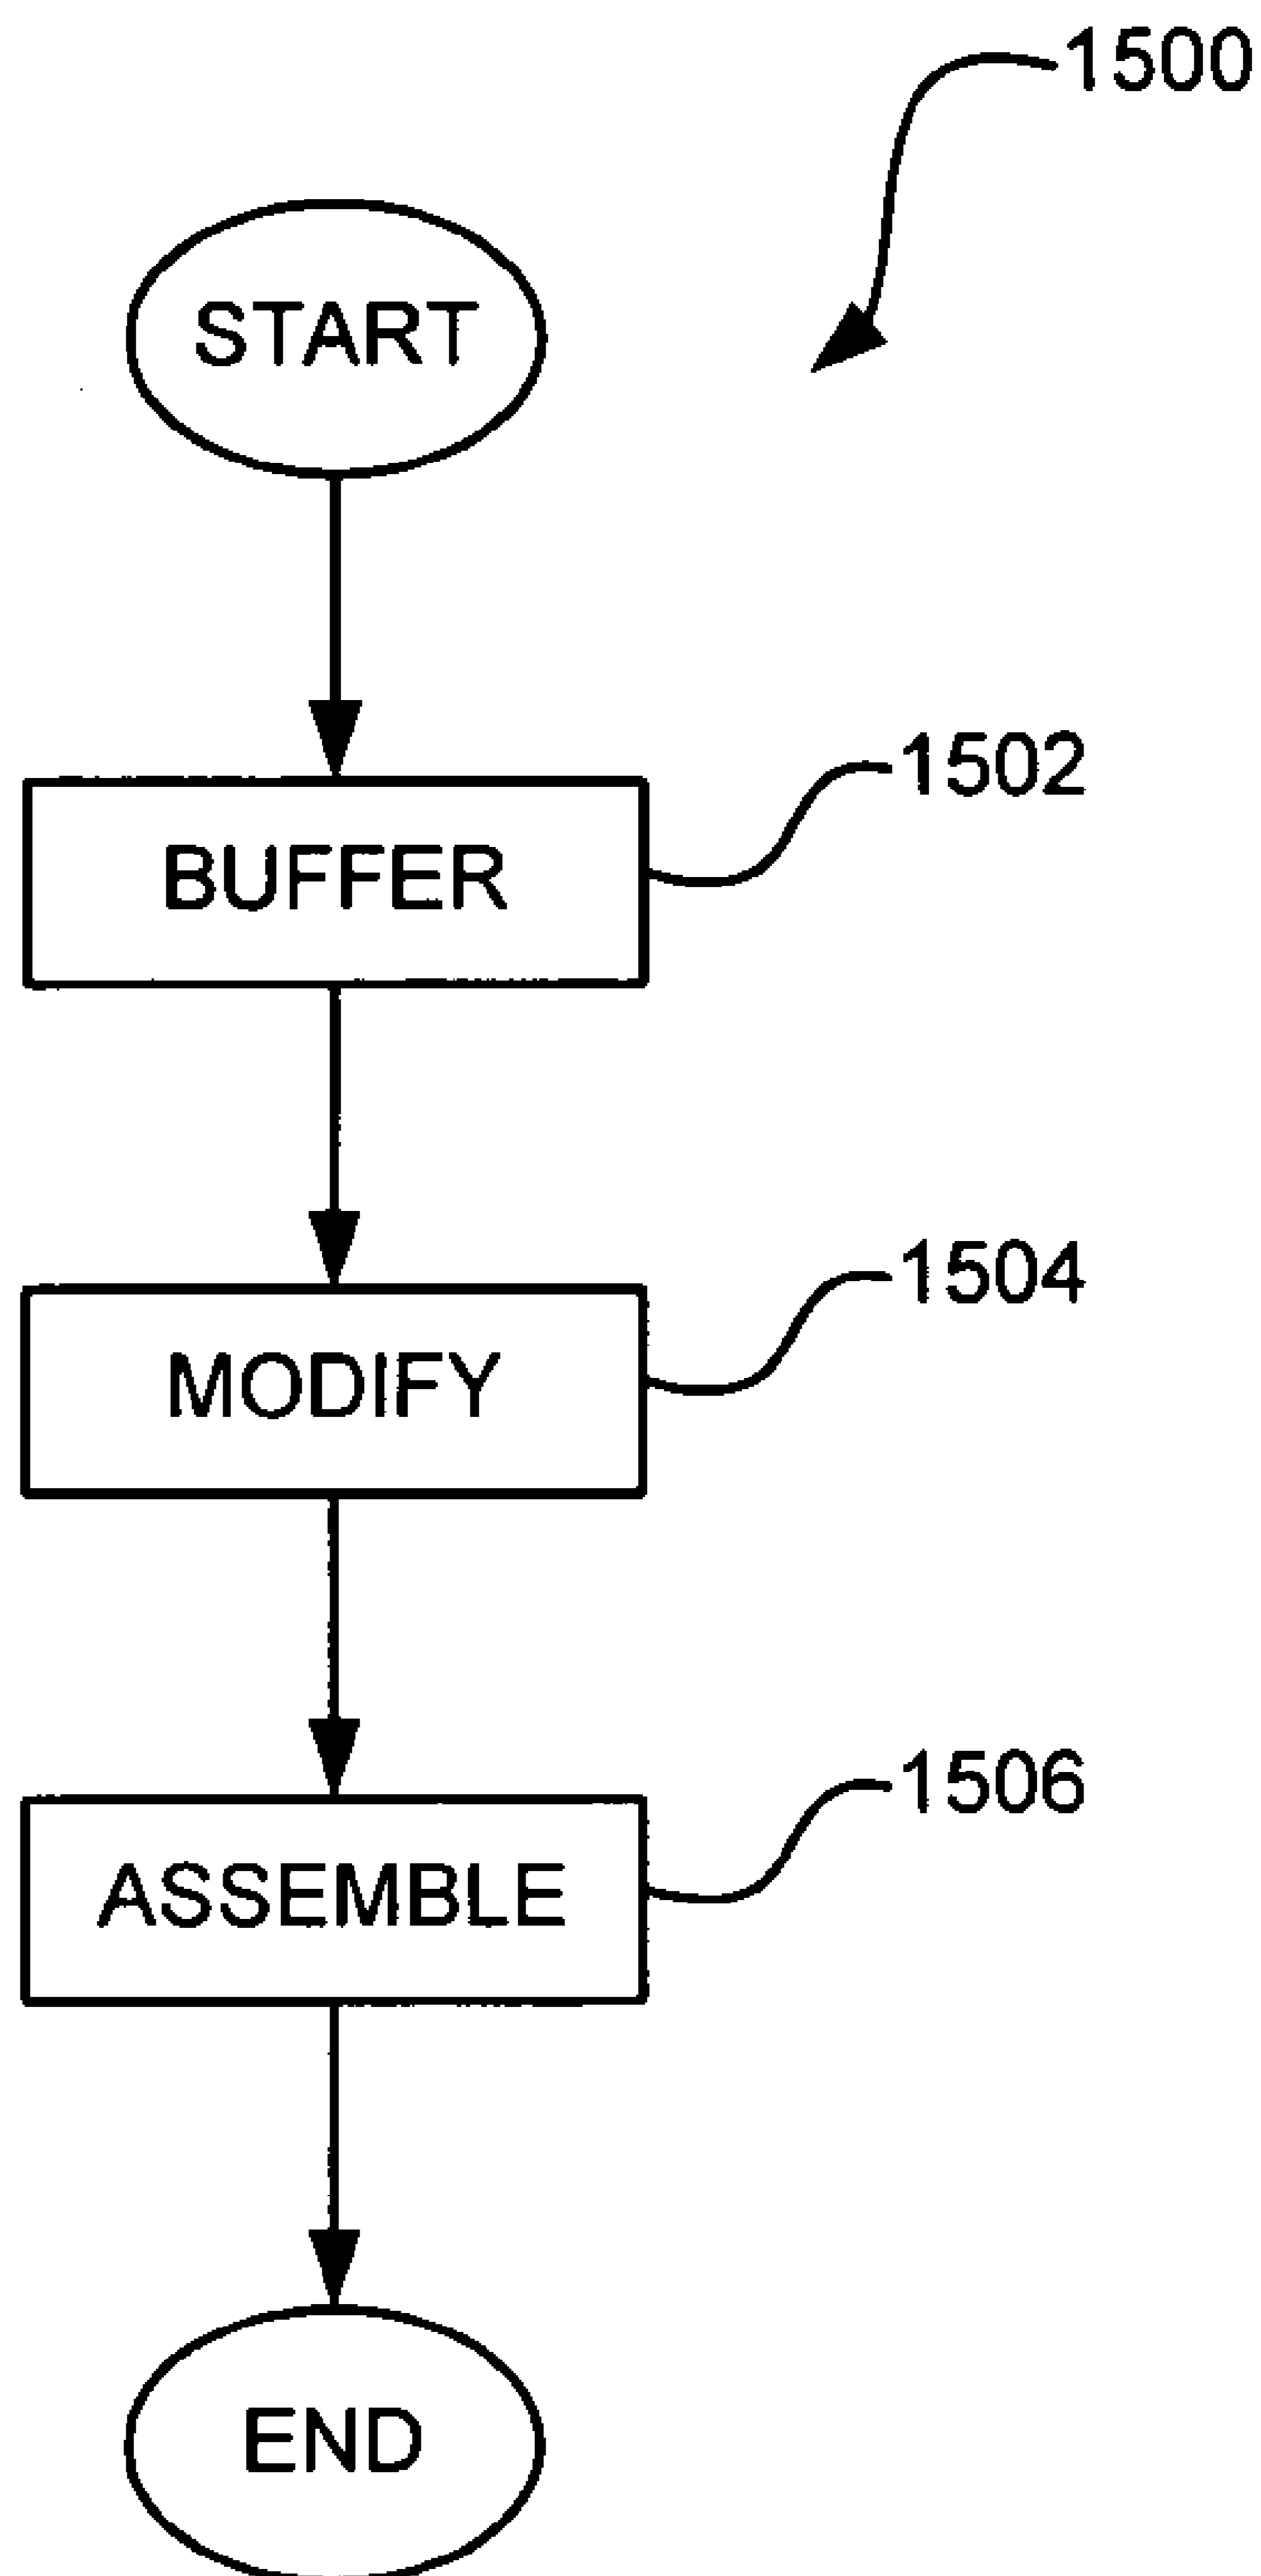 1500
START
1502
BUFFER
1504
MODIFY
1506
ASSEMBLE
END